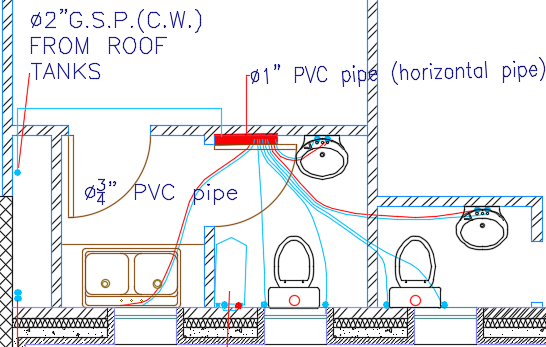 ø2"G.S.P.(C.W.)
FROM ROOF
TANKS
ø1" PVC pipe (horizontal pipe)
ø3/4" PVC pipe